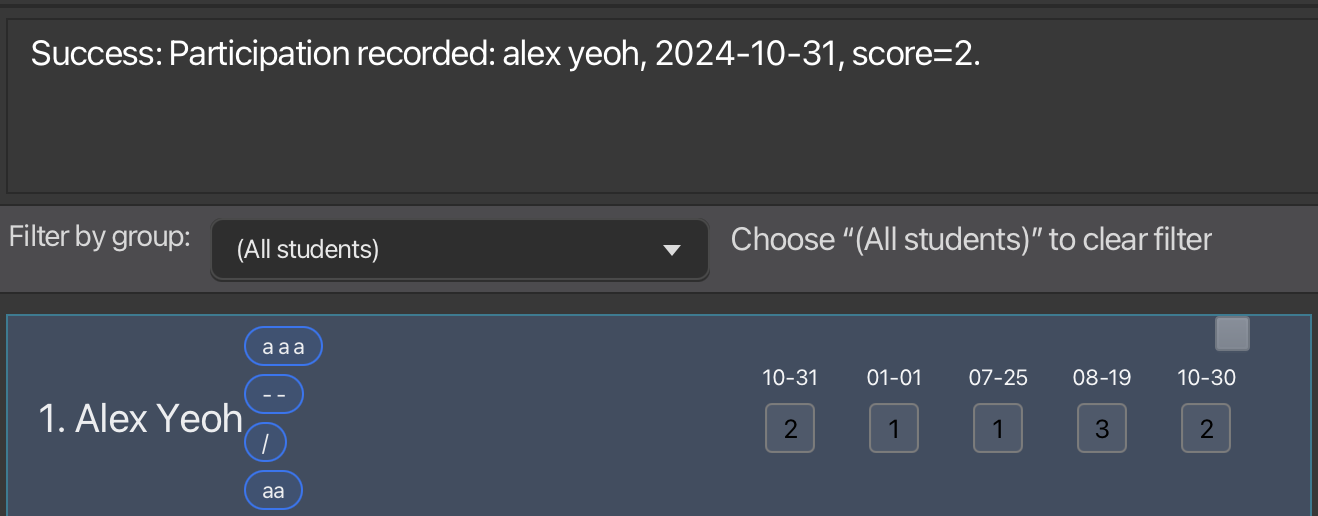 Success: Participation recorded: alex yeoh, 2024-10-31, score=2.
Filter by group:
(All students)
Choose “(All students)” to clear filter
1. Alex Yeoh
a a a
- -
/
aa
10-31 01-01 07-25 08-19 10-30
2 1 1 3 2